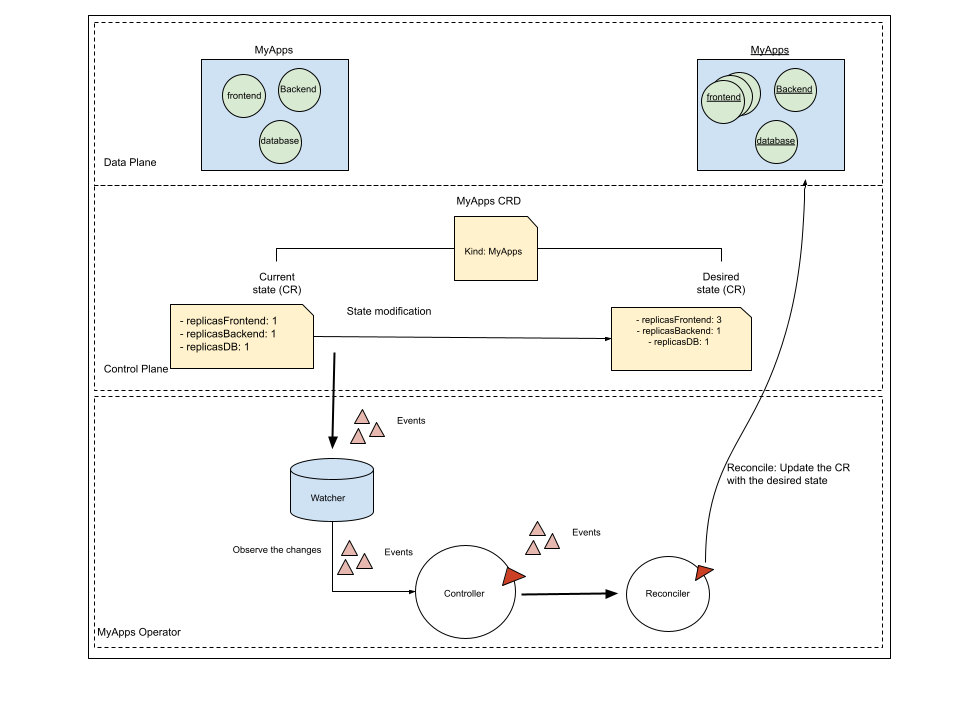 MyApps
MyApps
frontend
Backend
database
frontend
Backend
database
Data Plane
MyApps CRD
Kind: MyApps
Current
state (CR)
Desired
state (CR)
State modification
- replicasFrontend: 1
- replicasBackend: 1
- replicasDB: 1
- replicasFrontend: 3
- replicasBackend: 1
- replicasDB: 1
Control Plane
Events
Watcher
Reconcile: Update the CR
with the desired state
Observe the changes
Events
Events
Controller
Reconciler
MyApps Operator